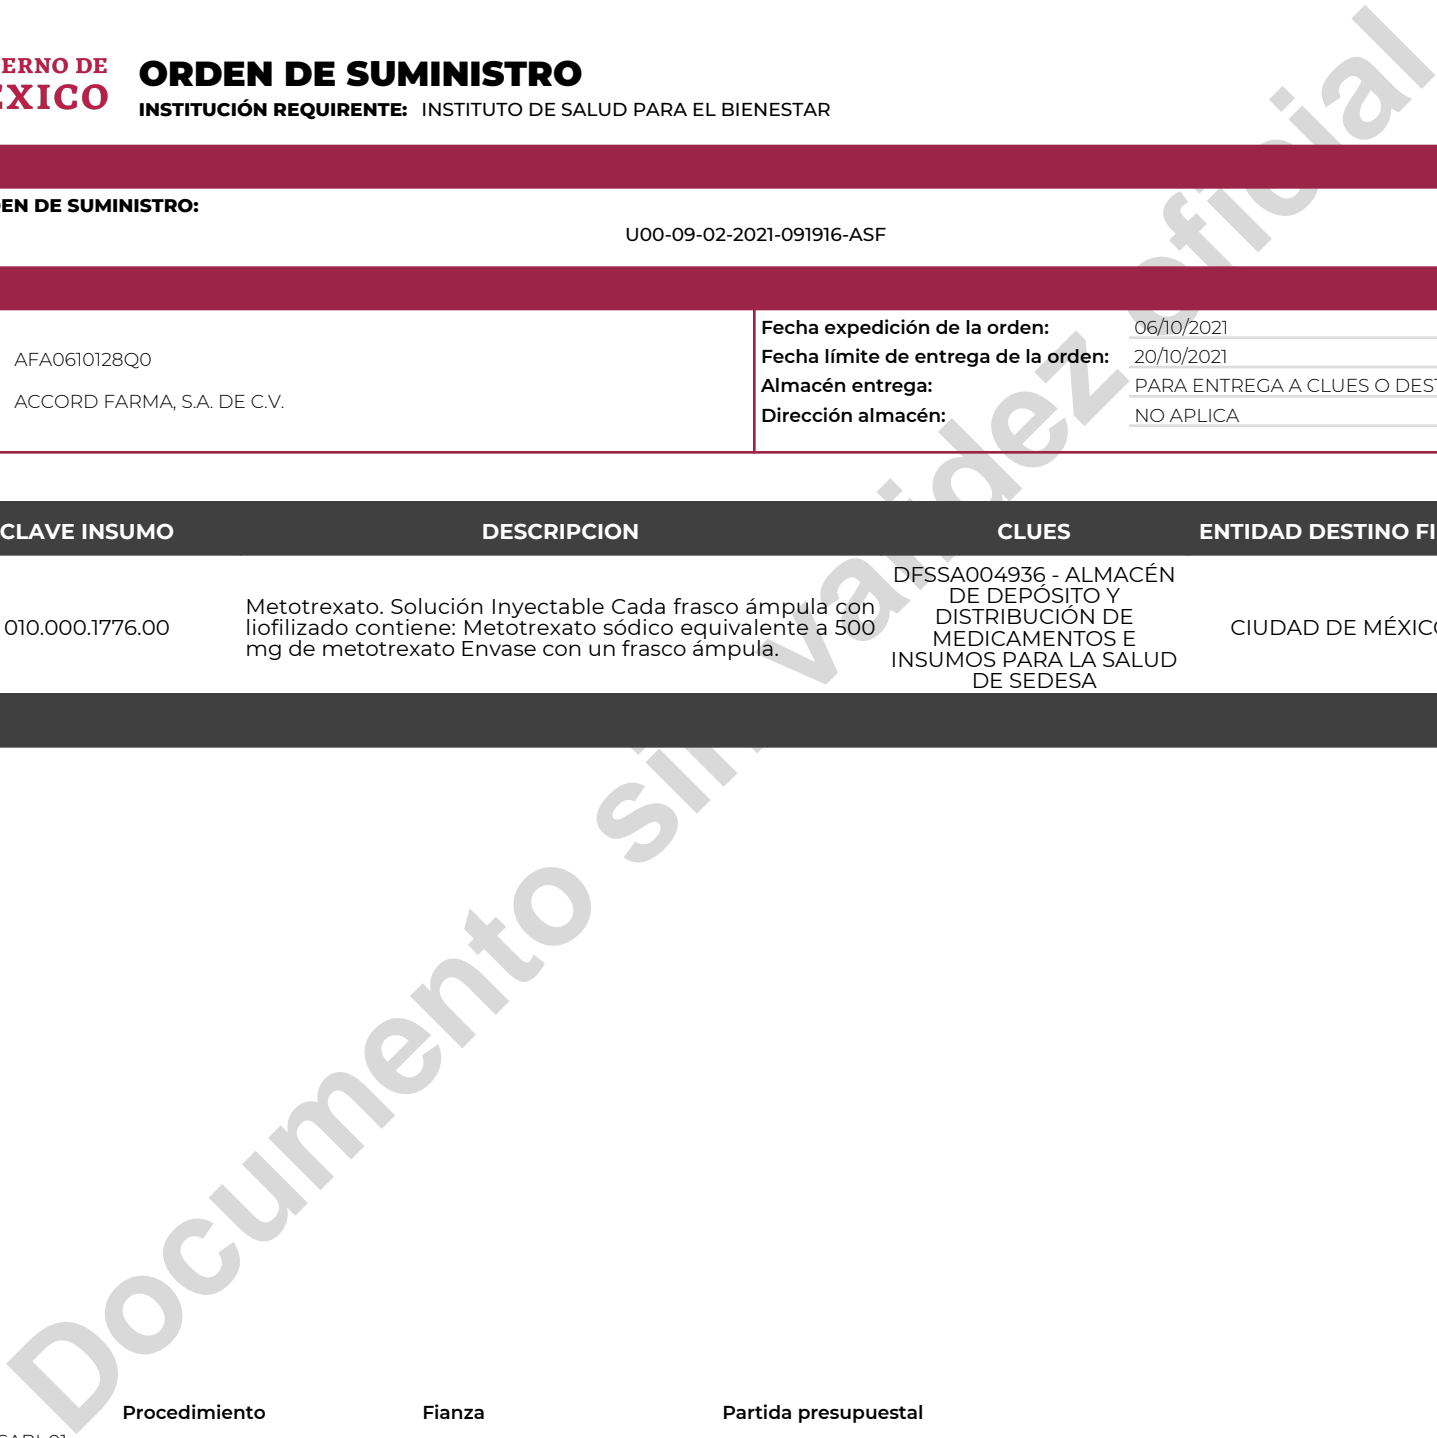 ERNO DE
ÉXICO
ORDEN DE SUMINISTRO
INSTITUCIÓN REQUIRENTE: INSTITUTO DE SALUD PARA EL BIENESTAR
EN DE SUMINISTRO:
U00-09-02-2021-091916-ASF
AFA0610128Q0
ACCORD FARMA, S.A. DE C.V.
Fecha expedición de la orden: 06/10/2021
Fecha límite de entrega de la orden: 20/10/2021
Almacén entrega: PARA ENTREGA A CLUES O DEST
Dirección almacén: NO APLICA
CLAVE INSUMO DESCRIPCION CLUES ENTIDAD DESTINO FI
010.000.1776.00
Metotrexato. Solución Inyectable Cada frasco ámpula con
liofilizado contiene: Metotrexato sódico equivalente a 500
mg de metotrexato Envase con un frasco ámpula.
DFSSA004936 - ALMACÉN
DE DEPÓSITO Y
DISTRIBUCIÓN DE
MEDICAMENTOS E
INSUMOS PARA LA SALUD
DE SEDESA
CIUDAD DE MÉXICO
Documento sin validez oficial
Procedimiento Fianza Partida presupuestal